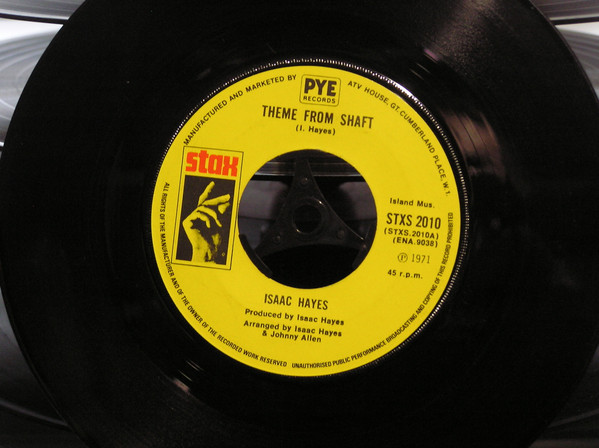 MANUFACTURED AND MARKETED BY PYE RECORDS ATV HOUSE, GT. CUMBERLAND PLACE, W.1.
THEME FROM SHAFT
(I. Hayes)
stax
Island Mus.
STXS 2010
(STXS.2010A)
(ENA.9038)
℗ 1971
45 r.p.m.
ISAAC HAYES
Produced by Isaac Hayes
Arranged by Isaac Hayes
& Johnny Allen
ALL RIGHTS OF THE MANUFACTURER AND OF THE OWNER OF THE RECORDED WORK RESERVED UNAUTHORISED PUBLIC PERFORMANCE BROADCASTING AND COPYING OF THIS RECORD PROHIBITED